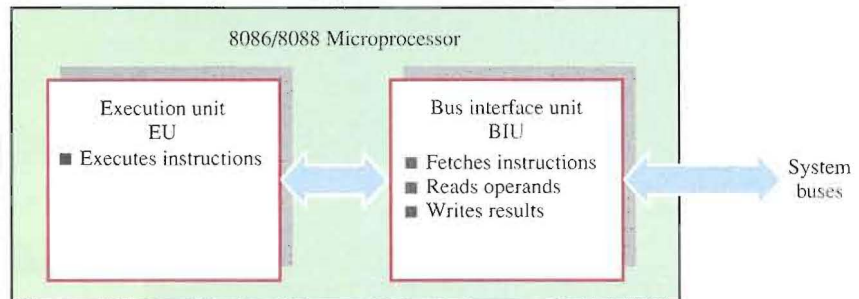 8086/8088 Microprocessor
Execution unit
EU
■ Executes instructions
Bus interface unit
BIU
■ Fetches instructions
■ Reads operands
■ Writes results
System
buses